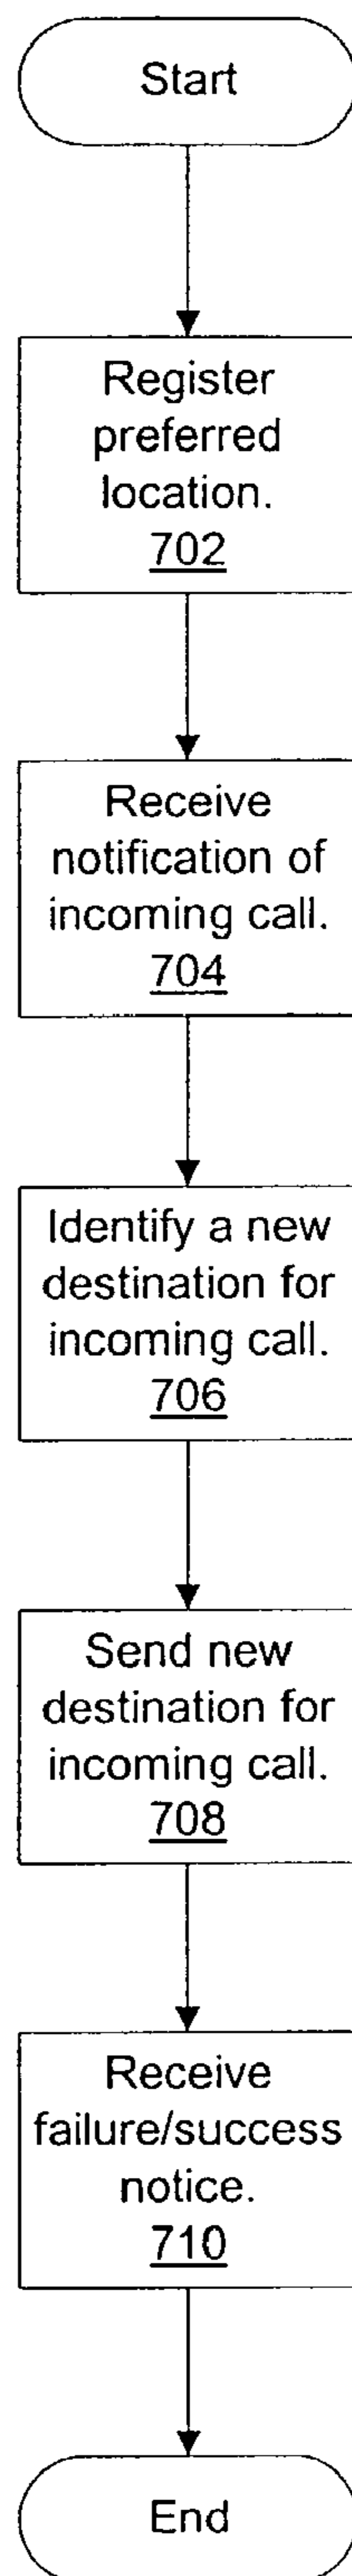 Start
Register
preferred
location.
702
Receive
notification of
incoming call.
704
Identify a new
destination for
incoming call.
706
Send new
destination for
incoming call.
708
Receive
failure/success
notice.
710
End